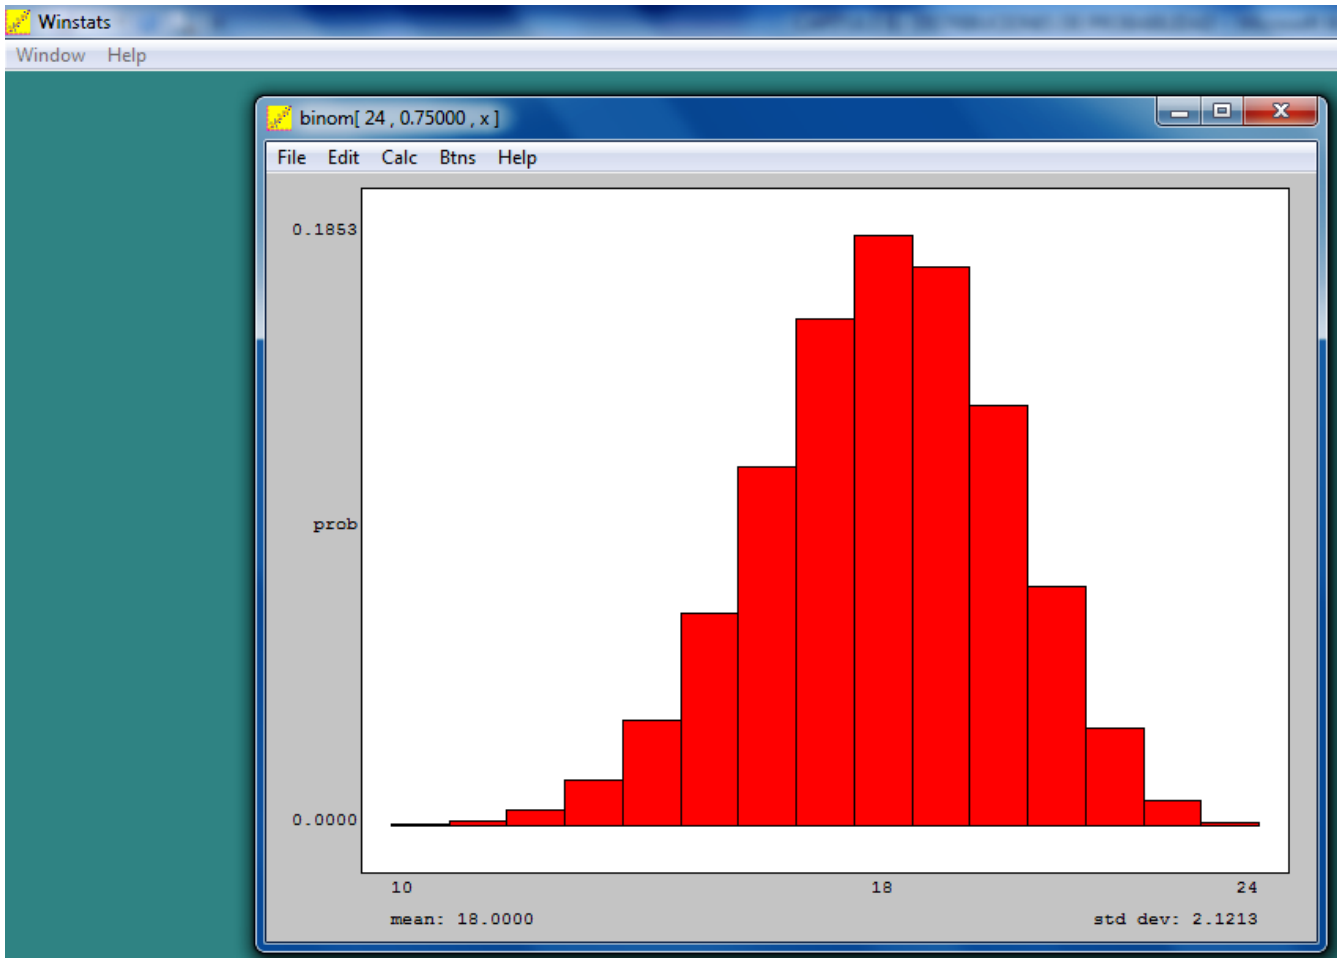 Winstats
Window Help
binom[ 24 , 0.75000 , x ]
File Edit Calc Btns Help
0.1853
prob
0.0000
10 18 24
mean: 18.0000 std dev: 2.1213